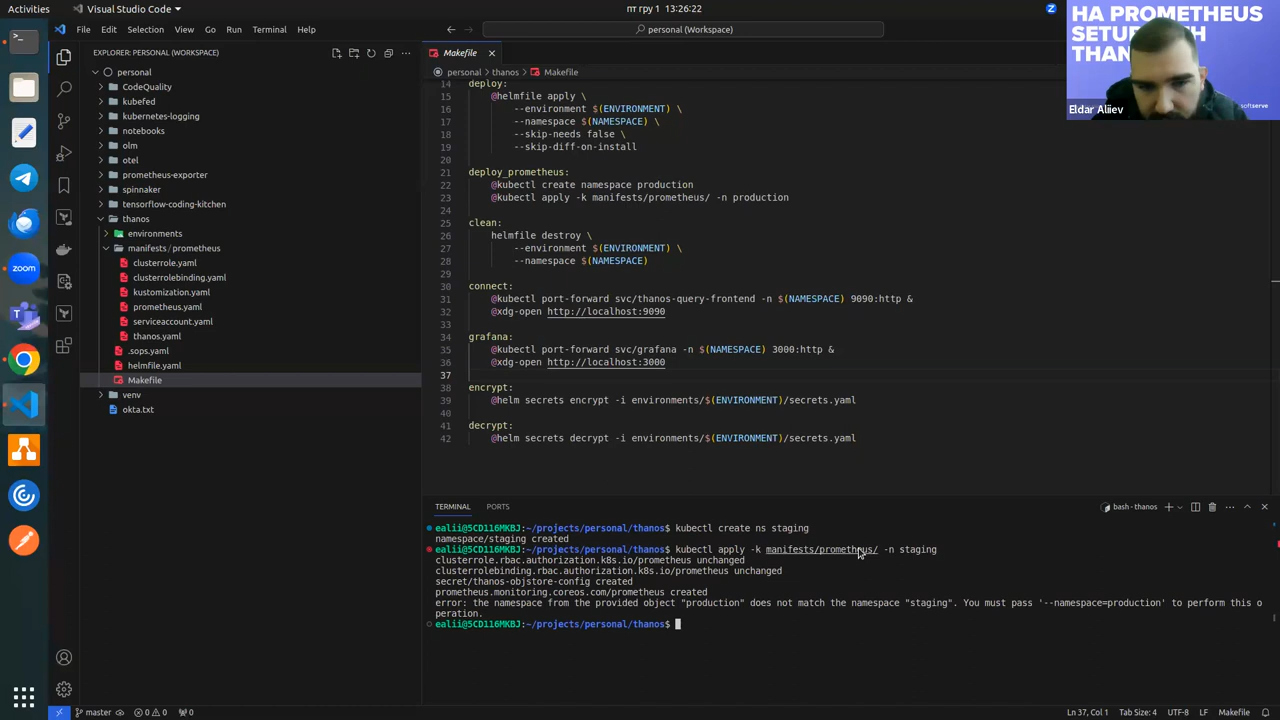 Activities
Visual Studio Code
пт гру 1 13:26:22
File
Edit
Selection
View
Go
Run
Terminal
Help
personal (Workspace)
HA PROMETHEUS
SETUP
TH
THAN
Eldar Aliiev
softserve
EXPLORER: PERSONAL (WORKSPACE)
personal
CodeQuality
kubefed
kubernetes-logging
notebooks
olm
otel
prometheus-exporter
spinnaker
tensorflow-coding-kitchen
thanos
environments
manifests / prometheus
clusterrole.yaml
clusterrolebinding.yaml
kustomization.yaml
prometheus.yaml
serviceaccount.yaml
thanos.yaml
.sops.yaml
helmfile.yaml
Makefile
venv
okta.txt
Makefile
personal > thanos > Makefile
14 deploy:
15 @helmfile apply \
16 --environment $(ENVIRONMENT) \
17 --namespace $(NAMESPACE) \
18 --skip-needs false \
19 --skip-diff-on-install
20
21 deploy_prometheus:
22 @kubectl create namespace production
23 @kubectl apply -k manifests/prometheus/ -n production
24
25 clean:
26 helmfile destroy \
27 --environment $(ENVIRONMENT) \
28 --namespace $(NAMESPACE)
29
30 connect:
31 @kubectl port-forward svc/thanos-query-frontend -n $(NAMESPACE) 9090:http &
32 @xdg-open http://localhost:9090
33
34 grafana:
35 @kubectl port-forward svc/grafana -n $(NAMESPACE) 3000:http &
36 @xdg-open http://localhost:3000
37
38 encrypt:
39 @helm secrets encrypt -i environments/$(ENVIRONMENT)/secrets.yaml
40
41 decrypt:
42 @helm secrets decrypt -i environments/$(ENVIRONMENT)/secrets.yaml
TERMINAL
PORTS
bash - thanos
ealii@5CD116MKBJ:~/projects/personal/thanos$ kubectl create ns staging
namespace/staging created
ealii@5CD116MKBJ:~/projects/personal/thanos$ kubectl apply -k manifests/prometheus/ -n staging
clusterrole.rbac.authorization.k8s.io/prometheus unchanged
clusterrolebinding.rbac.authorization.k8s.io/prometheus unchanged
secret/thanos-objstore-config created
prometheus.monitoring.coreos.com/prometheus created
error: the namespace from the provided object "production" does not match the namespace "staging". You must pass '--namespace=production' to perform this o
peration.
ealii@5CD116MKBJ:~/projects/personal/thanos$
zoom
master
0
0
0
Ln 37, Col 1
Tab Size: 4
UTF-8
LF
Makefile